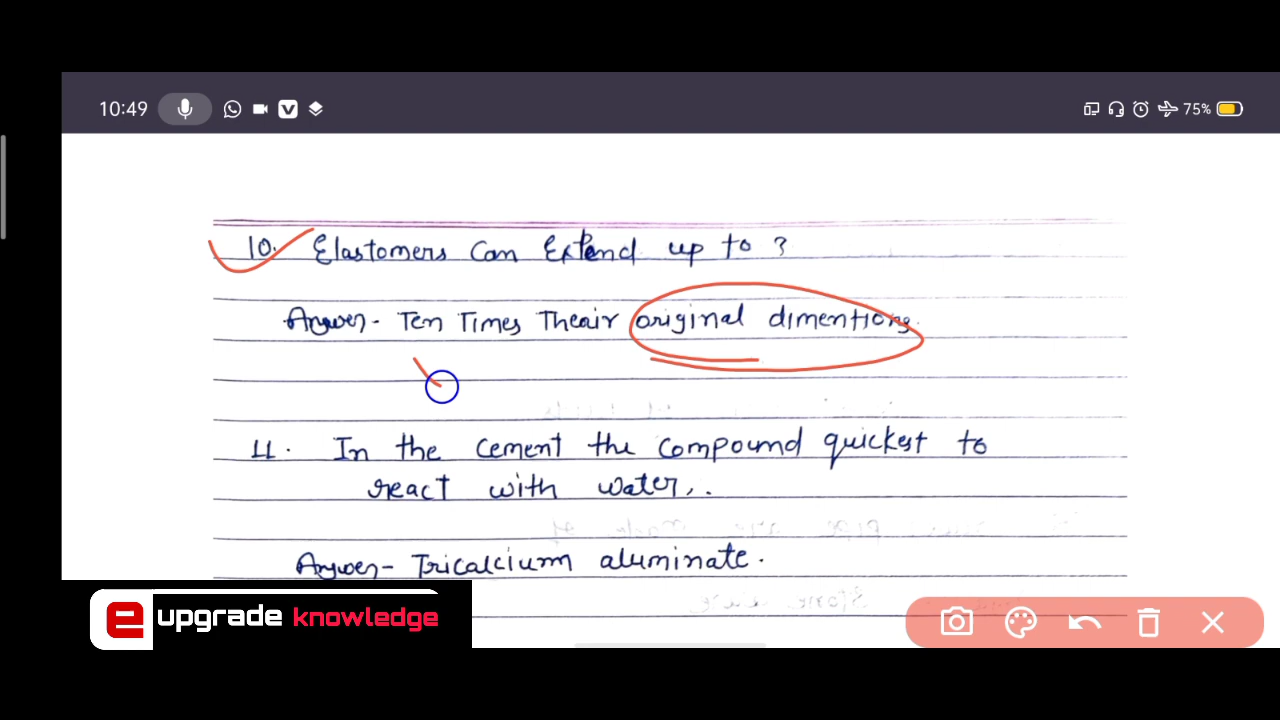 10:49 75%
10. Elastomers Can Extend up to ?
Answer - Ten Times Theair original dimentions.
11. In the cement the compound quickest to
react with water,.
Answer - Tricalcium aluminate.
e upgrade knowledge